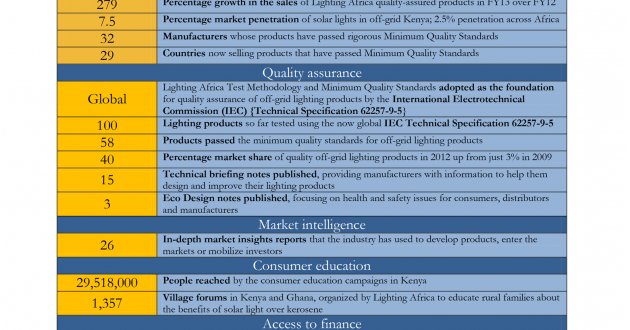 279
Percentage growth in the sales of Lighting Africa quality-assured products in FY13 over FY12
7.5
Percentage market penetration of solar lights in off-grid Kenya; 2.5% penetration across Africa
32
Manufacturers whose products have passed rigorous Minimum Quality Standards
29
Countries now selling products that have passed Minimum Quality Standards
Quality assurance
Global
Lighting Africa Test Methodology and Minimum Quality Standards adopted as the foundation
for quality assurance of off-grid lighting products by the International Electrotechnical
Commission (IEC) {Technical Specification 62257-9-5}
100
Lighting products so far tested using the now global IEC Technical Specification 62257-9-5
58
Products passed the minimum quality standards for off-grid lighting products
40
Percentage market share of quality off-grid lighting products in 2012 up from just 3% in 2009
15
Technical briefing notes published, providing manufacturers with information to help them
design and improve their lighting products
3
Eco Design notes published, focusing on health and safety issues for consumers, distributors
and manufacturers
Market intelligence
26
In-depth market insights reports that the industry has used to develop products, enter the
markets or mobilize investors
Consumer education
29,518,000
People reached by the consumer education campaigns in Kenya
1,357
Village forums in Kenya and Ghana, organized by Lighting Africa to educate rural families about
the benefits of solar light over kerosene
Access to finance